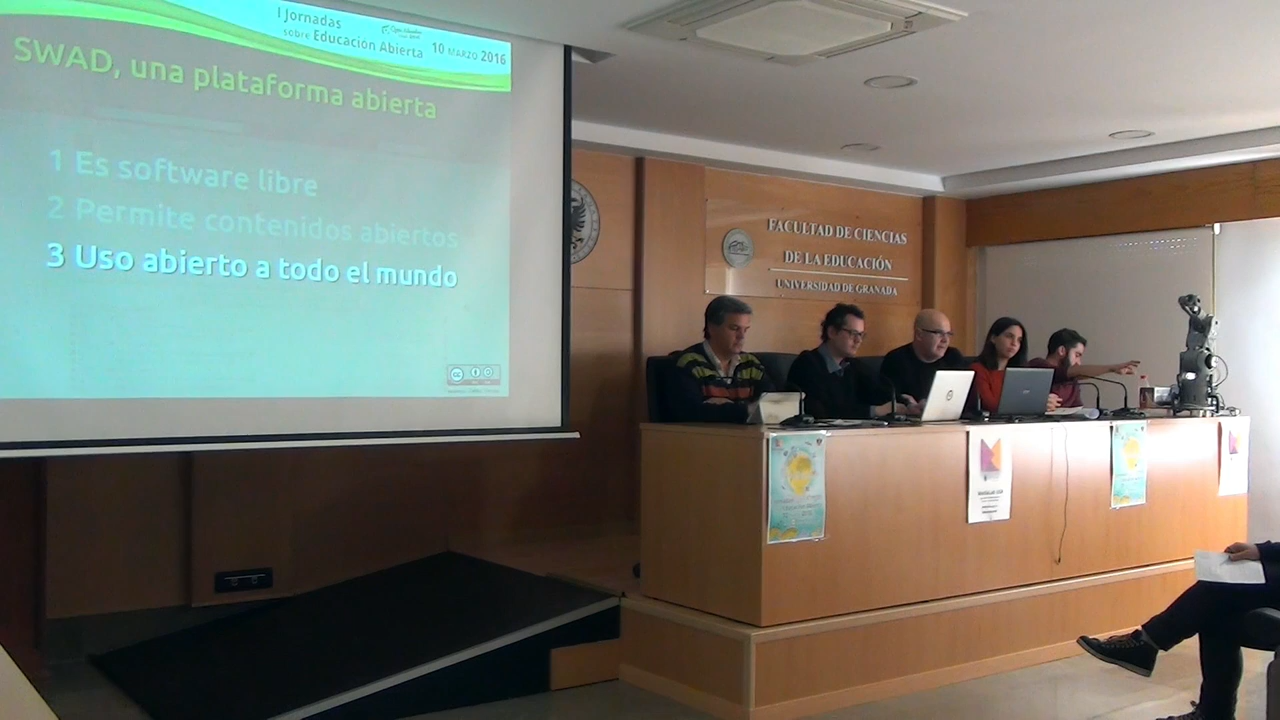 I Jornadas
sobre Educación Abierta
10 MARZO 2016
SWAD, una plataforma abierta
1 Es software libre
2 Permite contenidos abiertos
3 Uso abierto a todo el mundo
cc
FACULTAD DE CIENCIAS
DE LA EDUCACIÓN
UNIVERSIDAD DE GRANADA